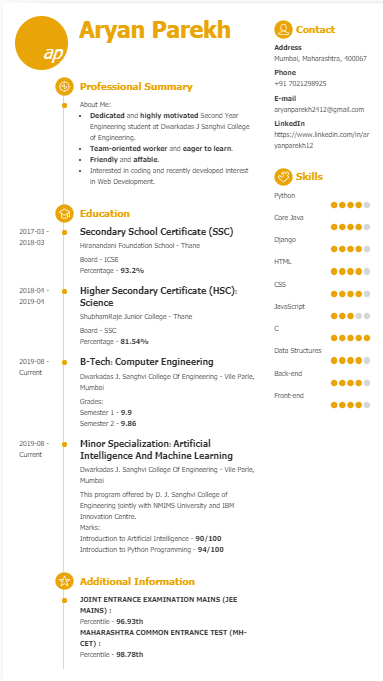 ap
Aryan Parekh
Professional Summary
About Me:
• Dedicated and highly motivated Second Year
Engineering student at Dwarkadas J Sanghvi College
of Engineering.
• Team-oriented worker and eager to learn.
• Friendly and affable.
• Interested in coding and recently developed interest
in Web Development.
Education
2017-03 -
2018-03
Secondary School Certificate (SSC)
Hiranandani Foundation School - Thane
Board - ICSE
Percentage - 93.2%
2018-04 -
2019-04
Higher Secondary Certificate (HSC):
Science
ShubhamRaje Junior College - Thane
Board - SSC
Percentage - 81.54%
2019-08 -
Current
B-Tech: Computer Engineering
Dwarkadas J. Sanghvi College Of Engineering - Vile Parle,
Mumbai
Grades:
Semester 1 - 9.9
Semester 2 - 9.86
2019-08 -
Current
Minor Specialization: Artificial
Intelligence And Machine Learning
Dwarkadas J. Sanghvi College Of Engineering - Vile Parle,
Mumbai
This program offered by D. J. Sanghvi College of
Engineering jointly with NMIMS University and IBM
Innovation Centre.
Marks:
Introduction to Artificial Intelligence - 90/100
Introduction to Python Programming - 94/100
Additional Information
JOINT ENTRANCE EXAMINATION MAINS (JEE
MAINS) :
Percentile - 96.93th
MAHARASHTRA COMMON ENTRANCE TEST (MH-
CET) :
Percentile - 98.78th
Contact
Address
Mumbai, Maharashtra, 400067
Phone
+91 7021298925
E-mail
aryanparekh2412@gmail.com
LinkedIn
https://www.linkedin.com/in/ar
yanparekh12
Skills
Python
Core Java
Django
HTML
CSS
JavaScript
C
Data Structures
Back-end
Front-end